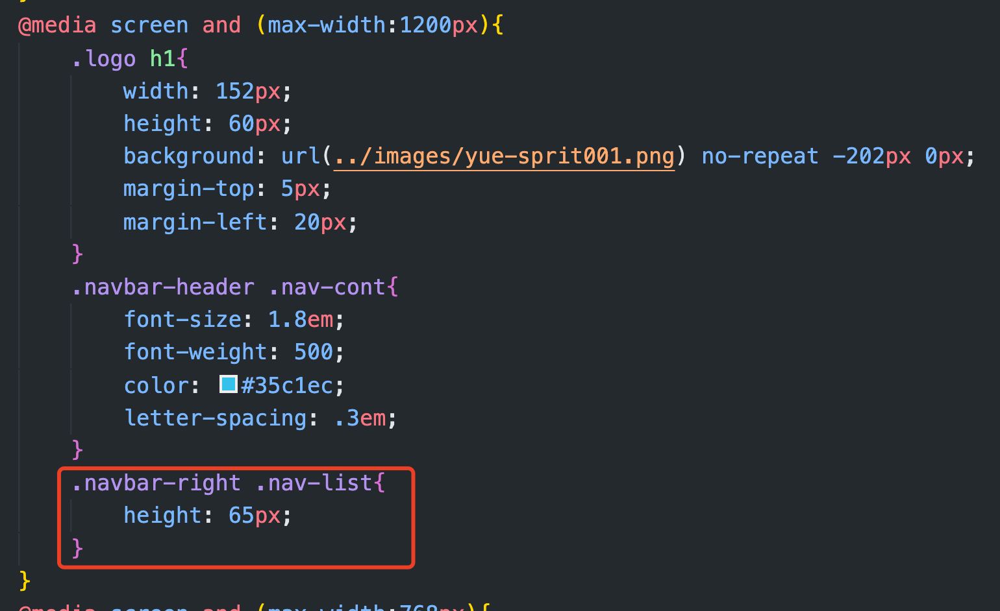 }
@media screen and (max-width:1200px){
.logo h1{
width: 152px;
height: 60px;
background: url(../images/yue-sprit001.png) no-repeat -202px 0px;
margin-top: 5px;
margin-left: 20px;
}
.navbar-header .nav-cont{
font-size: 1.8em;
font-weight: 500;
color: #35c1ec;
letter-spacing: .3em;
}
.navbar-right .nav-list{
height: 65px;
}
}
@media screen and (max-width:768px){